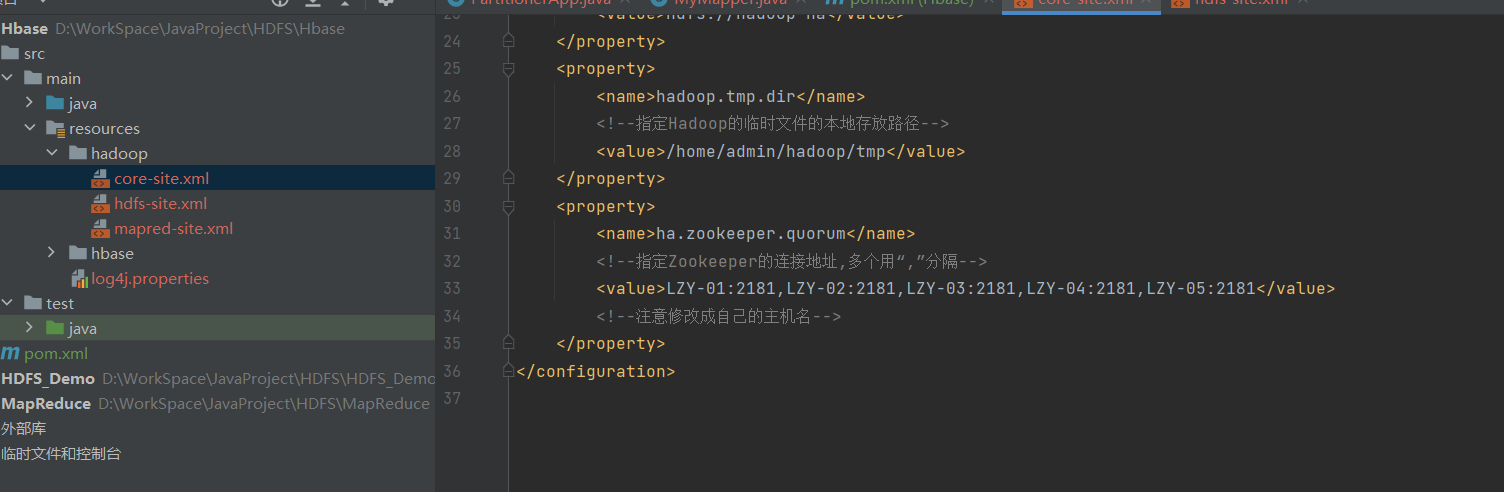 PartitionerApp.java
MyMapper.java
pom.xml (Hbase)
core-site.xml
hdfs-site.xml
Hbase D:\WorkSpace\JavaProject\HDFS\Hbase
src
main
java
resources
hadoop
core-site.xml
hdfs-site.xml
mapred-site.xml
hbase
log4j.properties
test
java
pom.xml
HDFS_Demo D:\WorkSpace\JavaProject\HDFS\HDFS_Demo
MapReduce D:\WorkSpace\JavaProject\HDFS\MapReduce
外部库
临时文件和控制台
23 <value>hdfs://hadoop-ha</value>
24 </property>
25 <property>
26 <name>hadoop.tmp.dir</name>
27 <!--指定Hadoop的临时文件的本地存放路径-->
28 <value>/home/admin/hadoop/tmp</value>
29 </property>
30 <property>
31 <name>ha.zookeeper.quorum</name>
32 <!--指定Zookeeper的连接地址,多个用“,”分隔-->
33 <value>LZY-01:2181,LZY-02:2181,LZY-03:2181,LZY-04:2181,LZY-05:2181</value>
34 <!--注意修改成自己的主机名-->
35 </property>
36 </configuration>
37